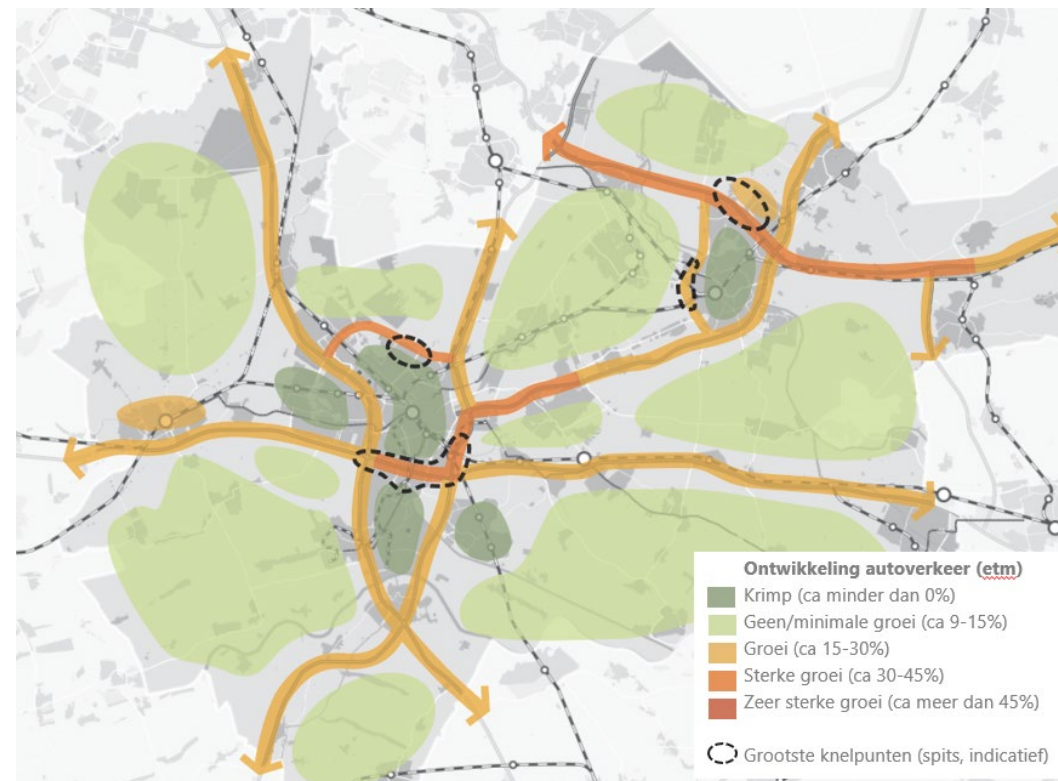 Ontwikkeling autoverkeer (etm)
Krimp (ca minder dan 0%)
Geen/minimale groei (ca 9-15%)
Groei (ca 15-30%)
Sterke groei (ca 30-45%)
Zeer sterke groei (ca meer dan 45%)
Grootste knelpunten (spits, indicatief)